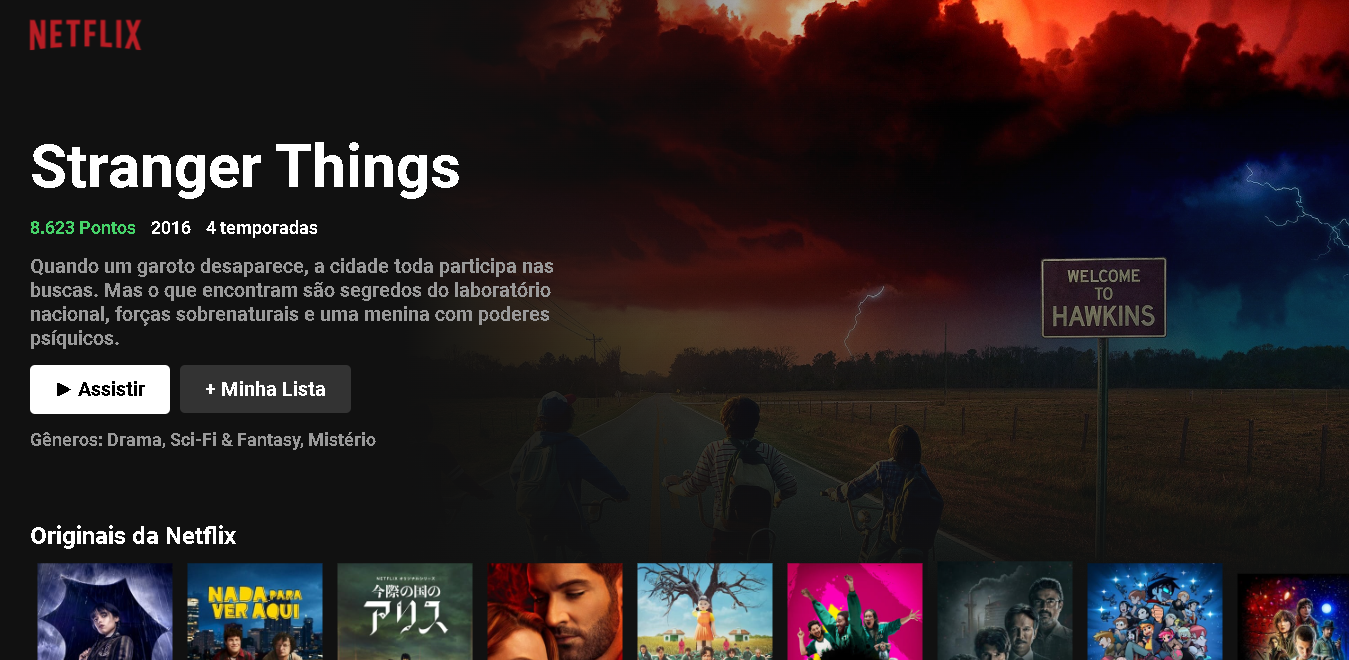 NETFLIX
Stranger Things
8.623 Pontos 2016 4 temporadas
Quando um garoto desaparece, a cidade toda participa nas
buscas. Mas o que encontram são segredos do laboratório
nacional, forças sobrenaturais e uma menina com poderes
psíquicos.
► Assistir
+ Minha Lista
Gêneros: Drama, Sci-Fi & Fantasy, Mistério
WELCOME
TO
HAWKINS
Originais da Netflix
NADA PARA
VER AQUI
今際の国の
アリス